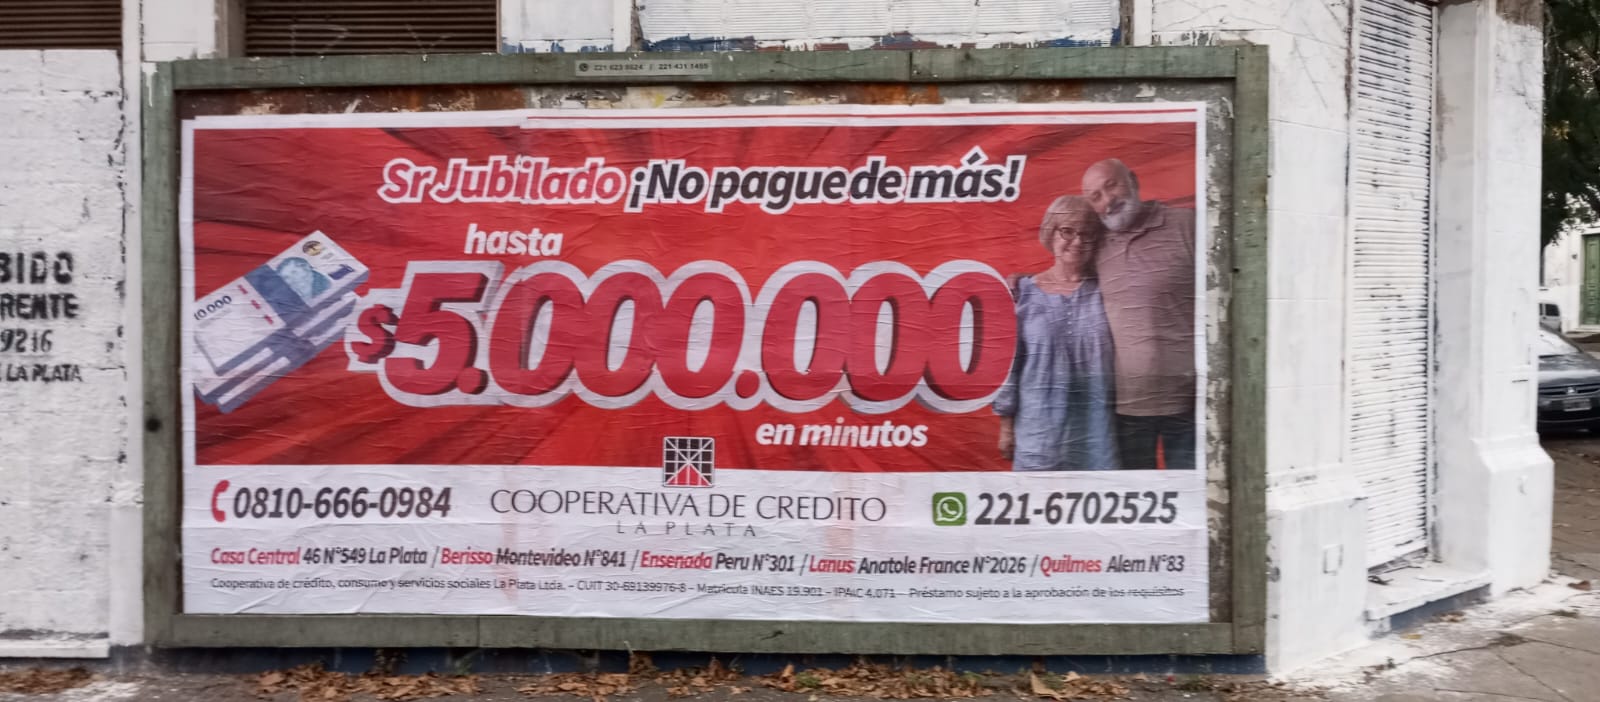 221 623 8624 / 221-431 1455
Sr Jubilado ¡No pague de más!
hasta
$5.000.000
en minutos
10.000
0810-666-0984
COOPERATIVA DE CREDITO
LA PLATA
221-6702525
Casa Central 46 N°549 La Plata / Berisso Montevideo N°841 / Ensenada Peru N°301 / Lanus Anatole France N°2026 / Quilmes Alem N°83
Cooperativa de crédito, consumo y servicios sociales La Plata Ltda. - CUIT 30-69139976-8 - Matrícula INAES 19.901 - IPAC 4.071 - Préstamo sujeto a la aprobación de los requisitos
BIDO
RENTE
9216
LA PLATA